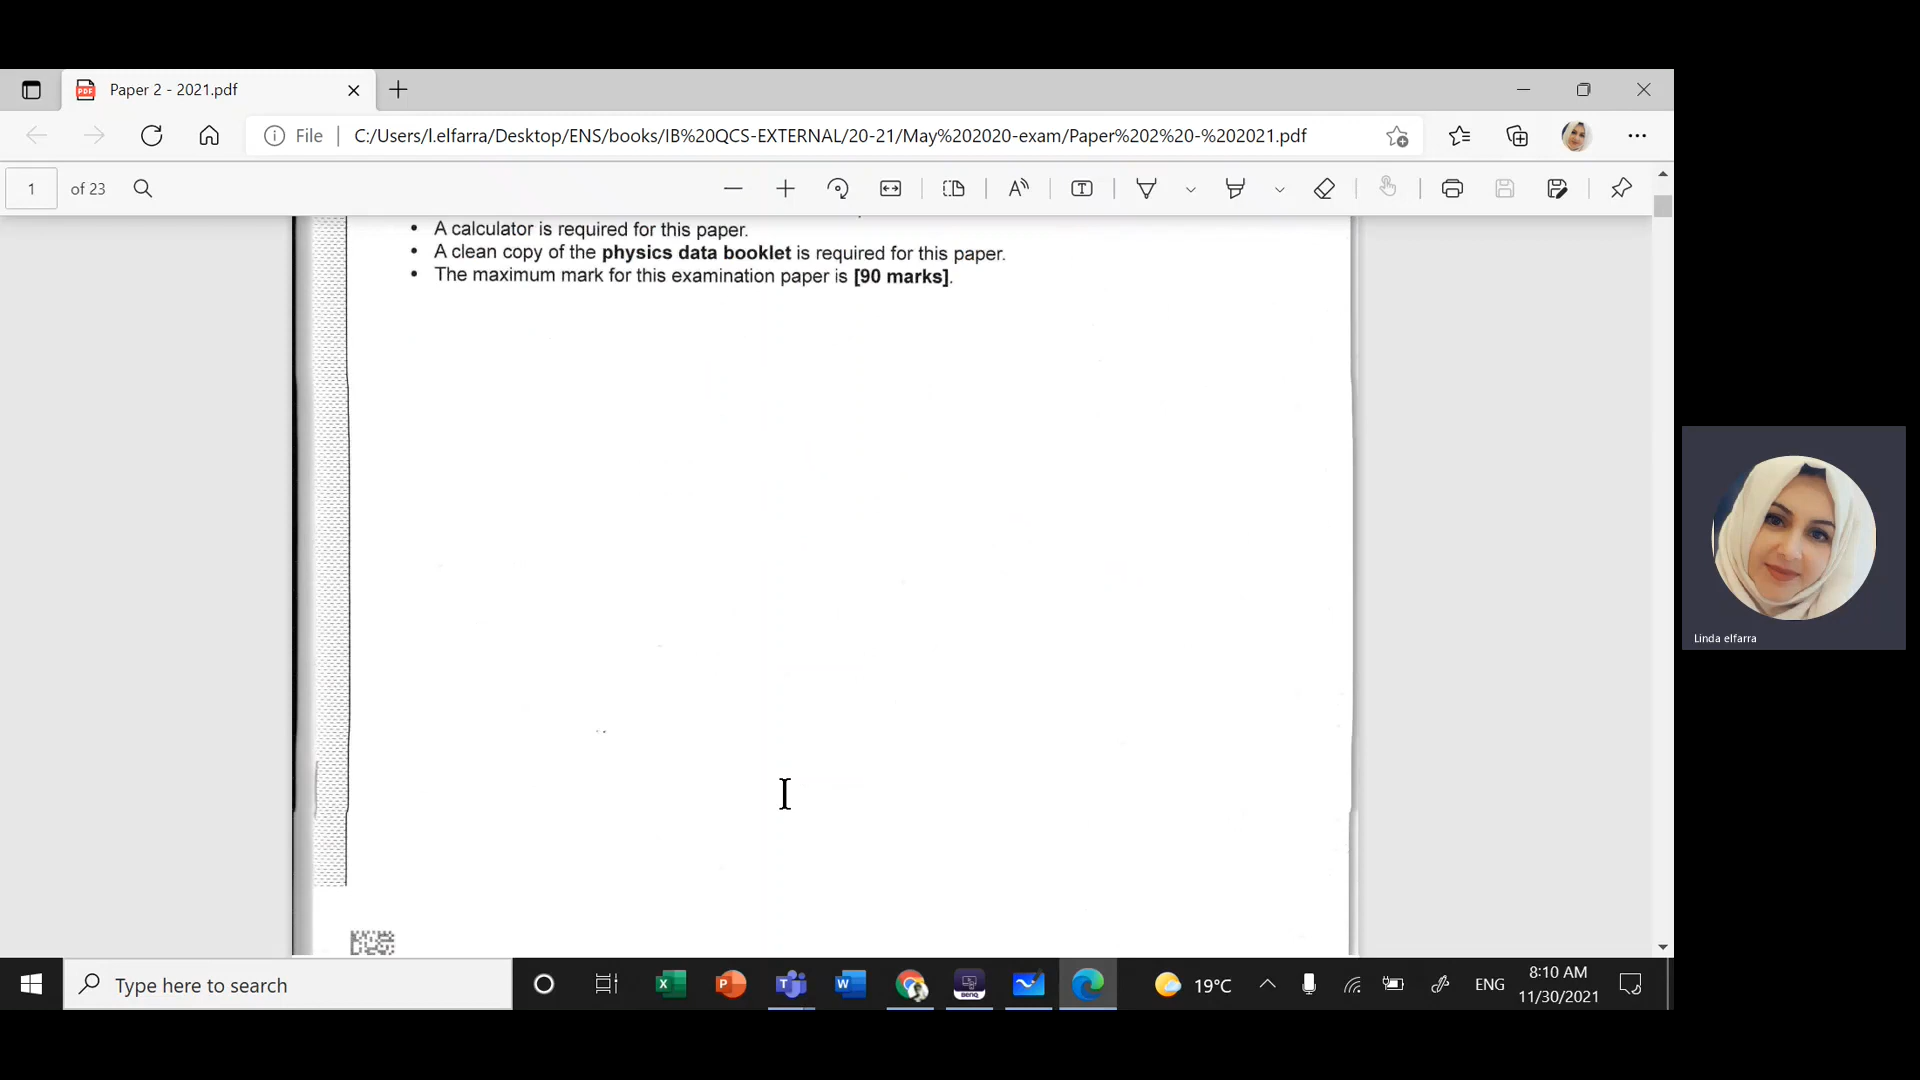 Paper 2 - 2021.pdf
File
C:/Users/l.elfarra/Desktop/ENS/books/IB%20QCS-EXTERNAL/20-21/May%202020-exam/Paper%202%20-%202021.pdf
1 of 23
• A calculator is required for this paper.
• A clean copy of the physics data booklet is required for this paper.
• The maximum mark for this examination paper is [90 marks].
Linda elfarra
Type here to search
19°C
ENG
8:10 AM
11/30/2021